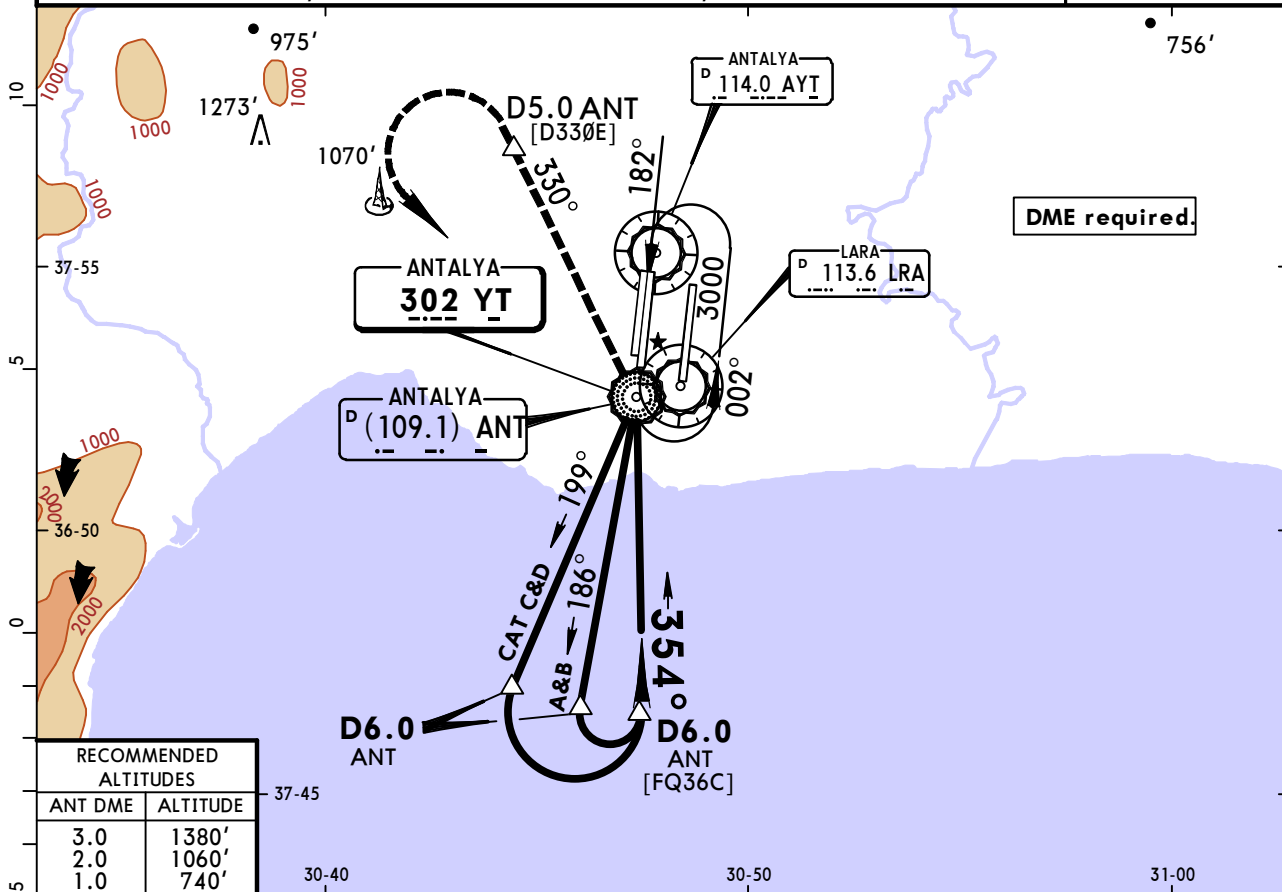 975'
1000
1000
1000
1273'
10
D5.0 ANT
[D330E]
330°
1070'
1000
ANTALYA
D 114.0 AYT
182°
756'
DME required.
37-55
ANTALYA
302 YT
LARA
D 113.6 LRA
3000
002°
5
ANTALYA
D (109.1) ANT
1000
2000
36-50
2000
199°
CAT C&D
186°
A&B
354°
0
D6.0
ANT
D6.0
ANT
[FQ36C]
RECOMMENDED
ALTITUDES
ANT DME ALTITUDE
3.0 1380'
2.0 1060'
1.0 740'
37-45
5
30-40
30-50
31-00